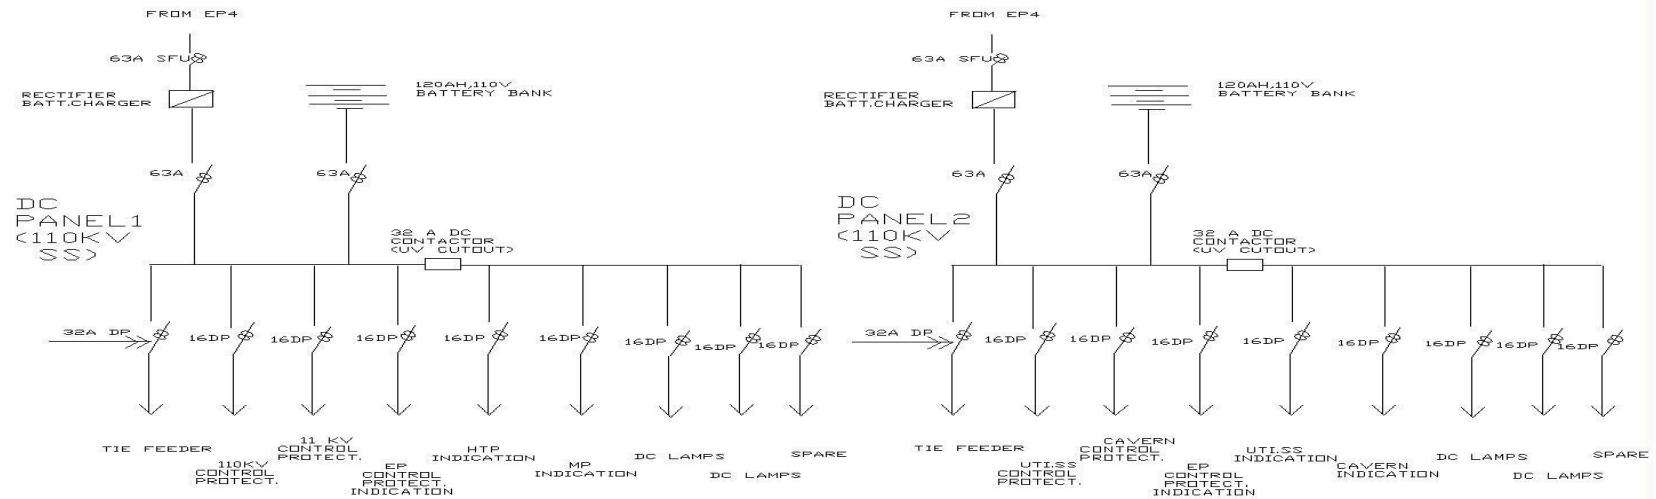 FROM EP4
63A SFU
RECTIFIER
BATT.CHARGER
120AH,110V
BATTERY BANK
63A
63A
DC
PANEL1
(110KV
SS)
32 A DC
CONTACTOR
(UV CUTOUT)
32A DP
16DP
16DP
16DP
16DP
16DP
16DP
16DP
16DP
TIE FEEDER
110KV
CONTROL
PROTECT.
11 KV
CONTROL
PROTECT.
EP
CONTROL
PROTECT.
INDICATION
HTP
INDICATION
MP
INDICATION
DC LAMPS
DC LAMPS
SPARE
FROM EP4
63A SFU
RECTIFIER
BATT.CHARGER
120AH,110V
BATTERY BANK
63A
63A
DC
PANEL2
(110KV
SS)
32 A DC
CONTACTOR
(UV CUTOUT)
32A DP
16DP
16DP
16DP
16DP
16DP
16DP
16DP
16DP
TIE FEEDER
UTI.SS
CONTROL
PROTECT.
CAVERN
CONTROL
PROTECT.
EP
CONTROL
PROTECT.
INDICATION
UTI.SS
INDICATION
CAVERN
INDICATION
DC LAMPS
DC LAMPS
SPARE